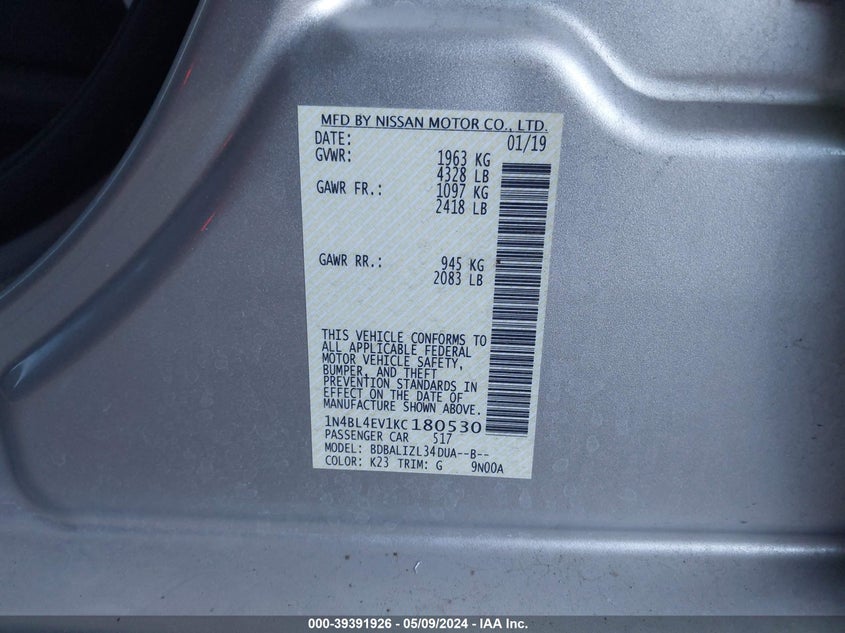 MFD BY NISSAN MOTOR CO., LTD.
DATE: 01/19
GVWR: 1963 KG
4328 LB
GAWR FR.: 1097 KG
2418 LB
GAWR RR.: 945 KG
2083 LB
THIS VEHICLE CONFORMS TO
ALL APPLICABLE FEDERAL
MOTOR VEHICLE SAFETY,
BUMPER, AND THEFT
PREVENTION STANDARDS IN
EFFECT ON THE DATE OF
MANUFACTURE SHOWN ABOVE.
1N4BL4EV1KC180530
PASSENGER CAR 517
MODEL: BDBALIZL34DUA--B--
COLOR: K23 TRIM: G 9N00A
000-39391926 - 05/09/2024 - IAA Inc.